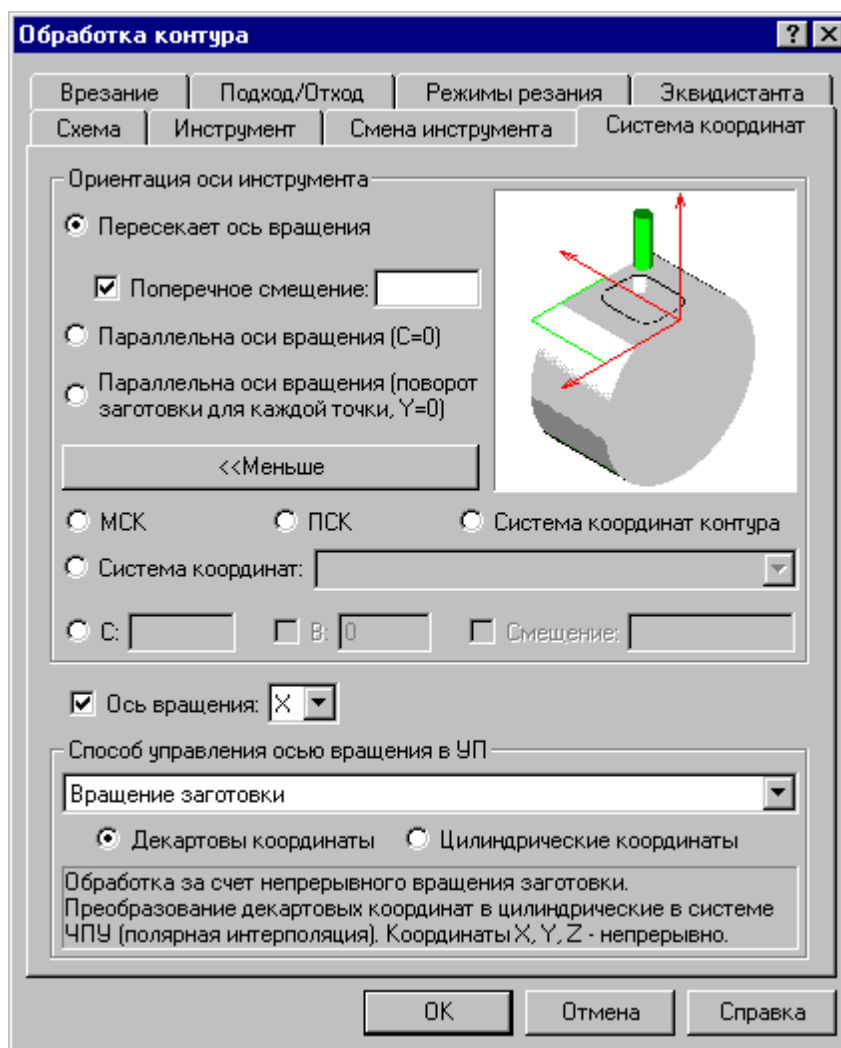 Обработка контура
Врезание Подход/Отход Режимы резания Эквидистанта
Схема Инструмент Смена инструмента Система координат
Ориентация оси инструмента
Пересекает ось вращения
Поперечное смещение:
Параллельна оси вращения (C=0)
Параллельна оси вращения (поворот
заготовки для каждой точки, Y=0)
<<Меньше
МСК ПСК Система координат контура
Система координат:
C: B: 0 Смещение:
Ось вращения: X
Способ управления осью вращения в УП
Вращение заготовки
Декартовы координаты Цилиндрические координаты
Обработка за счет непрерывного вращения заготовки.
Преобразование декартовых координат в цилиндрические в системе
ЧПУ (полярная интерполяция). Координаты X, Y, Z - непрерывно.
OK Отмена Справка